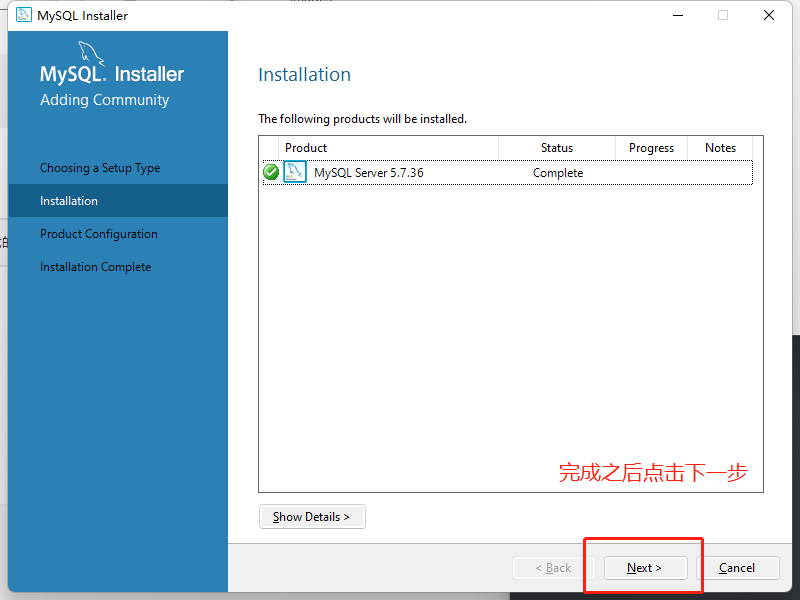 MySQL Installer
MySQL. Installer
Adding Community
Choosing a Setup Type
Installation
Product Configuration
Installation Complete
Installation
The following products will be installed.
Product Status Progress Notes
MySQL Server 5.7.36 Complete
完成之后点击下一步
Show Details >
< Back Next > Cancel